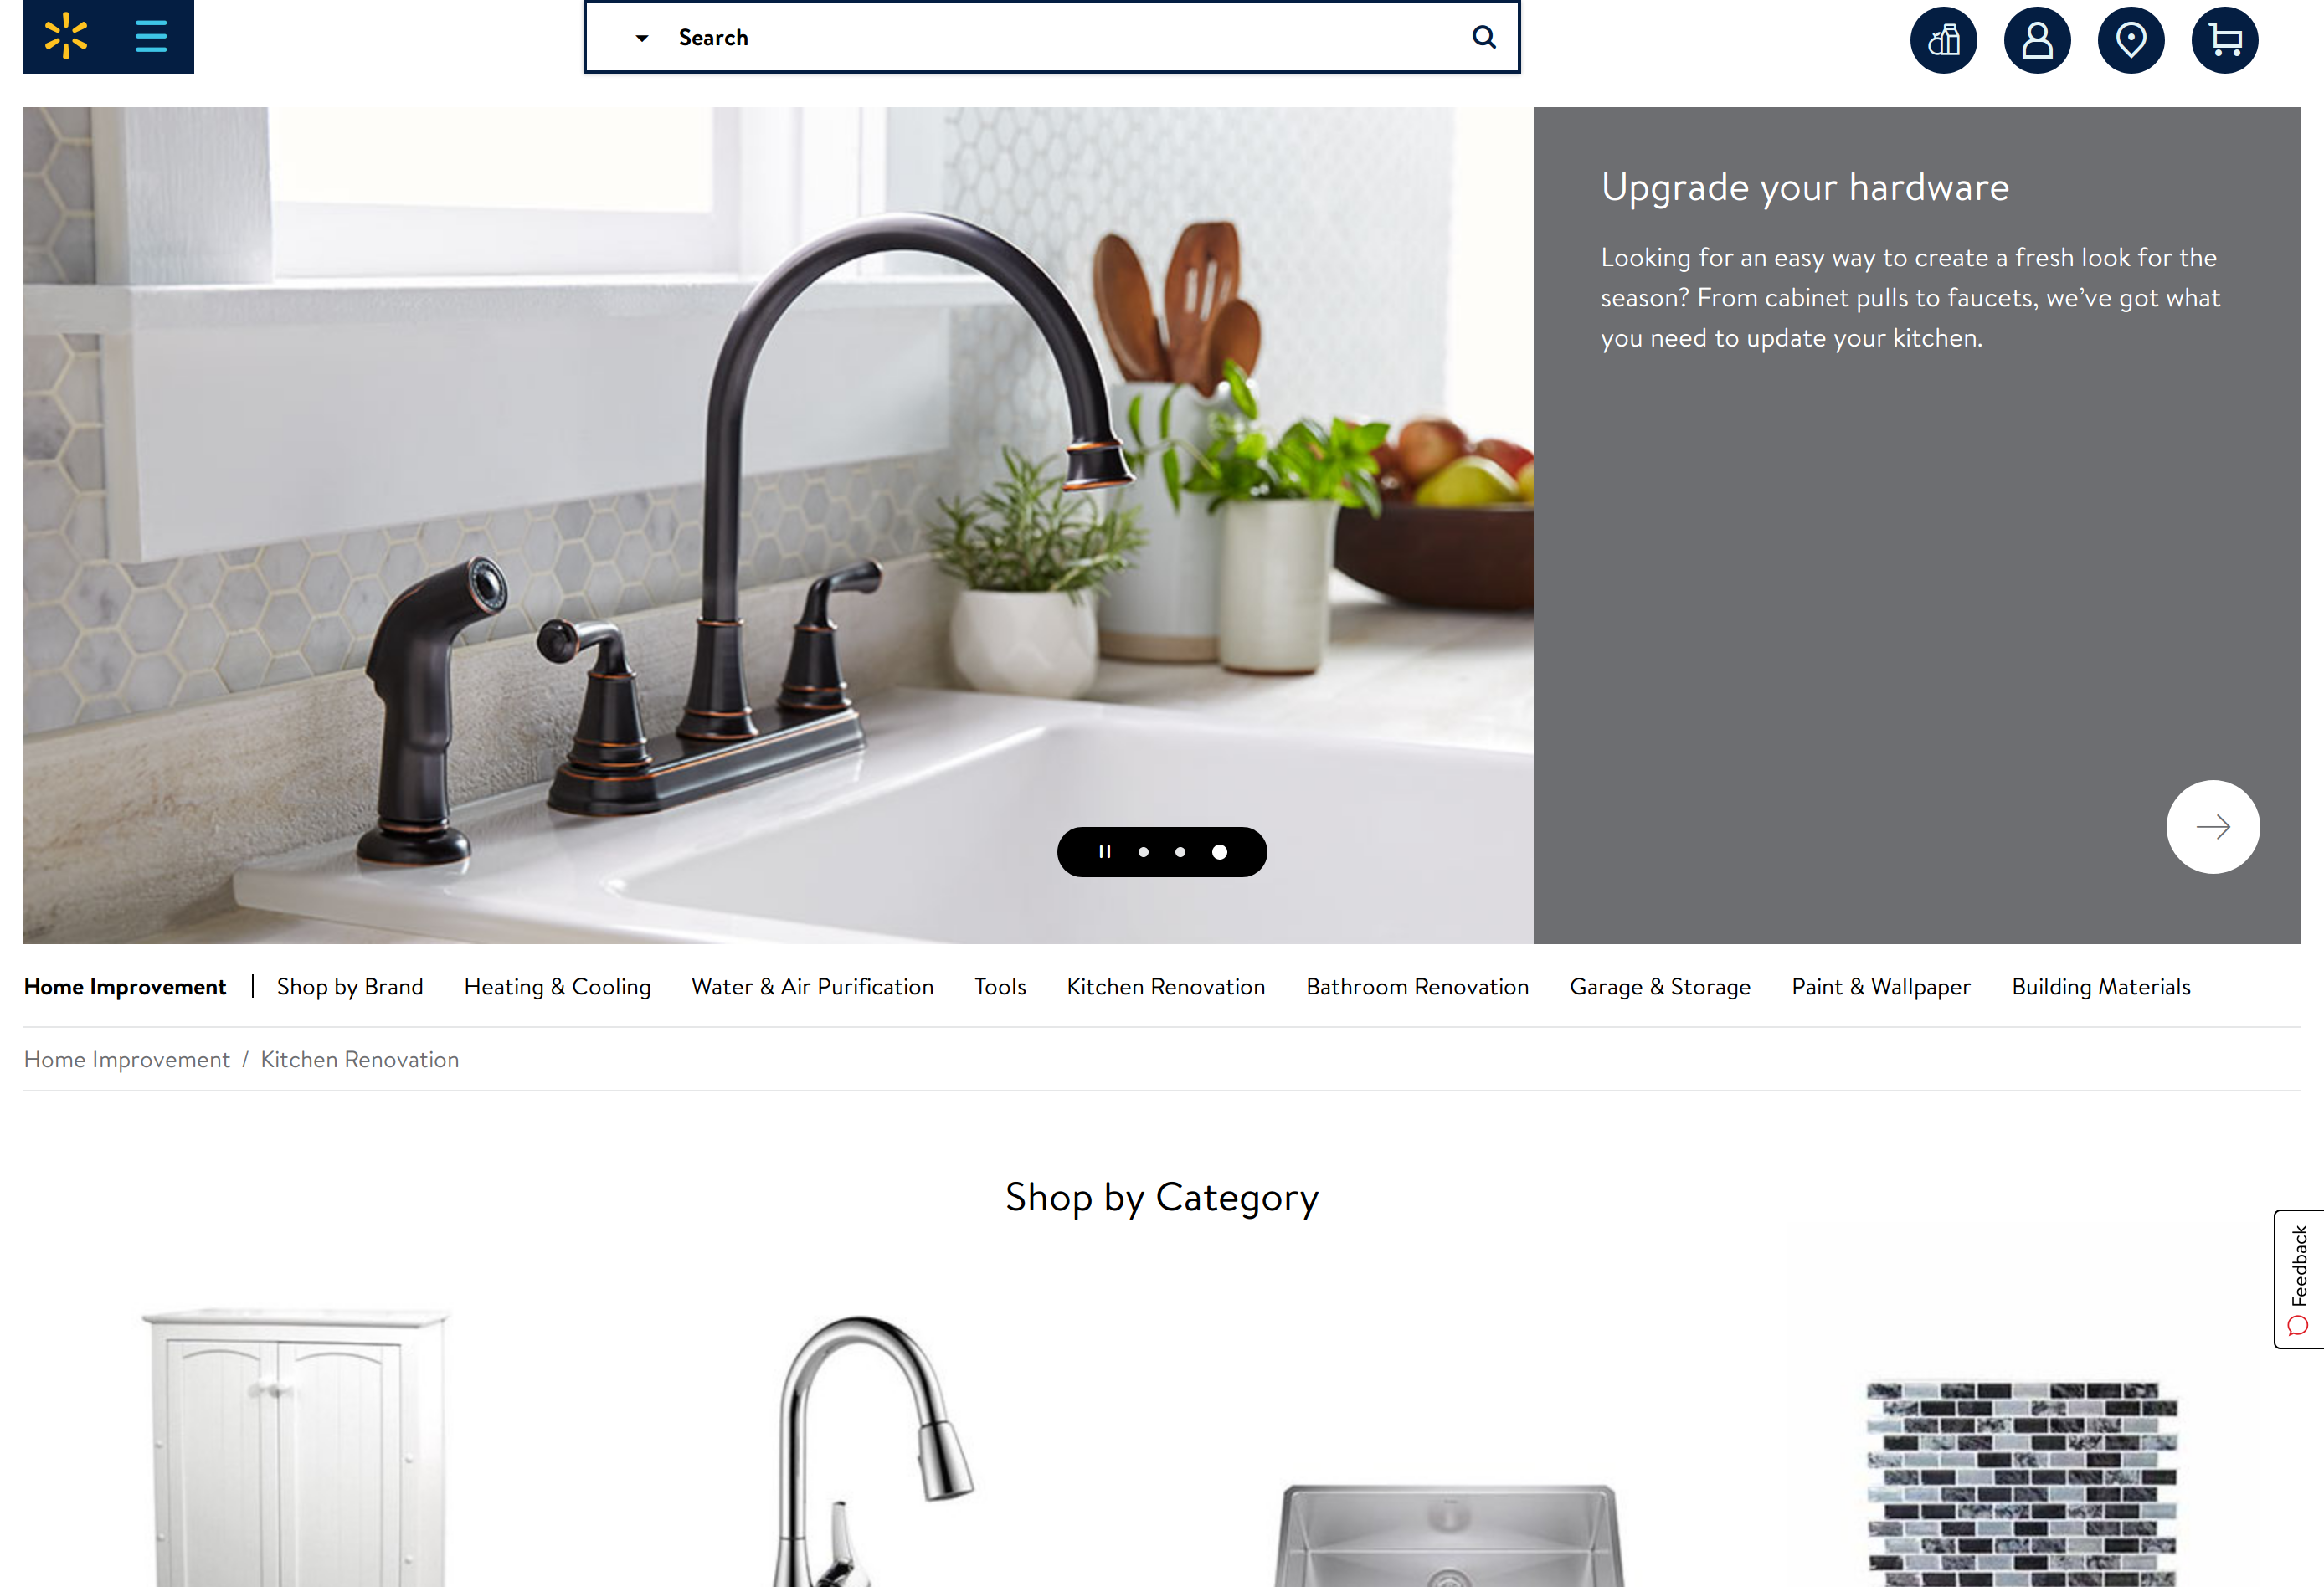 Search
Upgrade your hardware
Looking for an easy way to create a fresh look for the
season? From cabinet pulls to faucets, we’ve got what
you need to update your kitchen.
Home Improvement | Shop by Brand Heating & Cooling Water & Air Purification Tools Kitchen Renovation Bathroom Renovation Garage & Storage Paint & Wallpaper Building Materials
Home Improvement / Kitchen Renovation
Shop by Category
Feedback